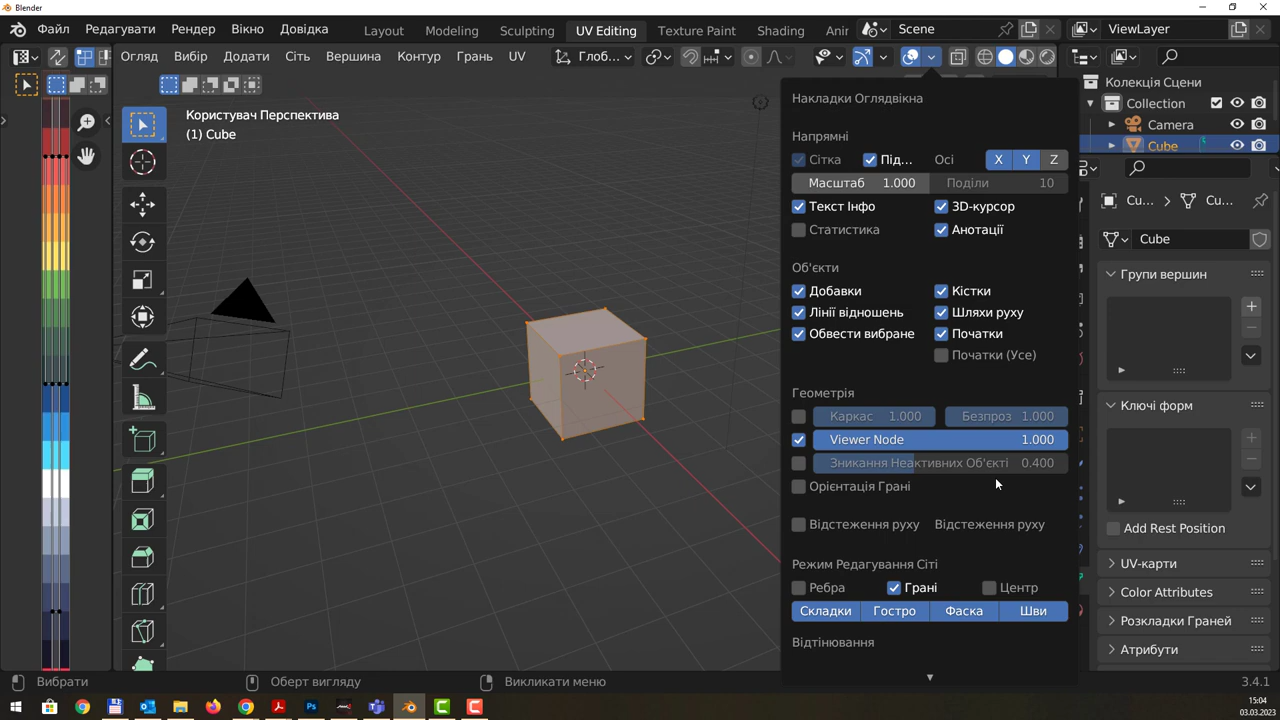 Blender
Файл Редагувати Рендер Вікно Довідка Layout Modeling Sculpting UV Editing Texture Paint Shading Ani Scene ViewLayer
Огляд Вибір Додати Сіть Вершина Контур Грань UV Глоб...
Користувач Перспектива
(1) Cube
Накладки Оглядвікна
Напрямні
Сітка Під... Осі X Y Z
Масштаб 1.000 Поділи 10
Текст Інфо 3D-курсор
Статистика Анотації
Об'єкти
Добавки Кістки
Лінії відношень Шляхи руху
Обвести вибране Початки
Початки (Усе)
Геометрія
Каркас 1.000 Безпроз 1.000
Viewer Node 1.000
Зникання Неактивних Об'єкті 0.400
Орієнтація Грані
Відстеження руху Відстеження руху
Режим Редагування Сіті
Ребра Грані Центр
Складки Гостро Фаска Шви
Відтінювання
Колекція Сцени
Collection
Camera
Cube
Cu... Cu...
Cube
Групи вершин
Ключі форм
Add Rest Position
UV-карти
Color Attributes
Розкладки Граней
Атрибути
Вибрати Оберт вигляду Викликати меню 3.4.1
15:04
03.03.2023